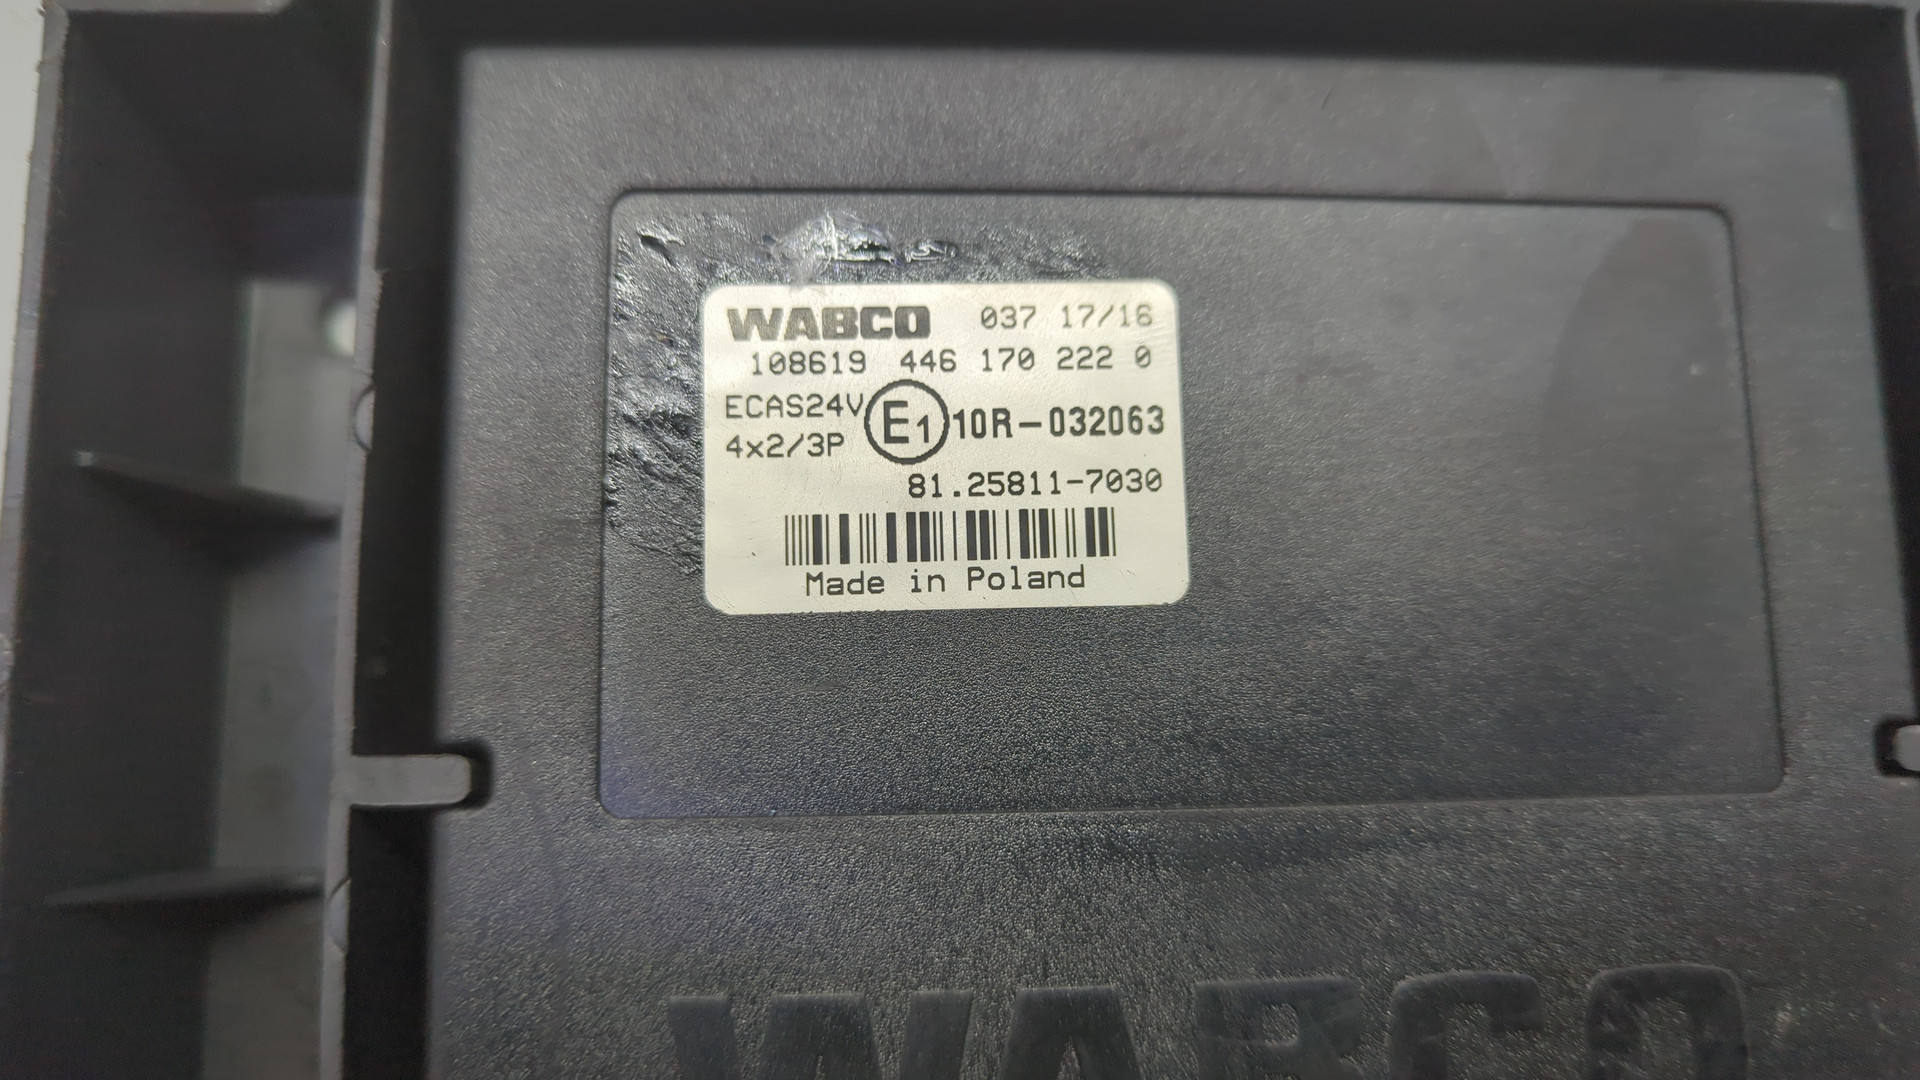 WABCO 037 17/16
108619 446 170 222 0
ECAS24V
4x2/3P
E1 10R-032063
81.25811-7030
Made in Poland
WABCO